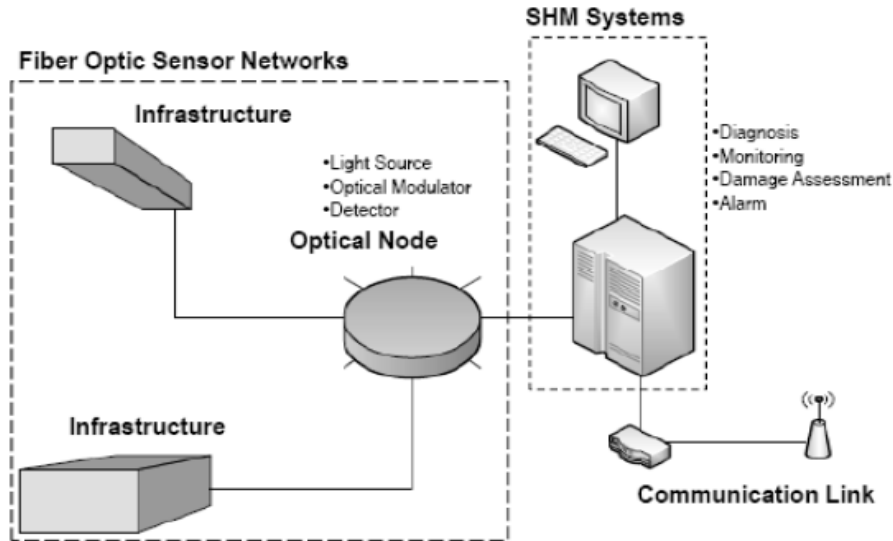 SHM Systems
Fiber Optic Sensor Networks
Infrastructure
•Light Source
•Optical Modulator
•Detector
Optical Node
•Diagnosis
•Monitoring
•Damage Assessment
•Alarm
Infrastructure
Communication Link